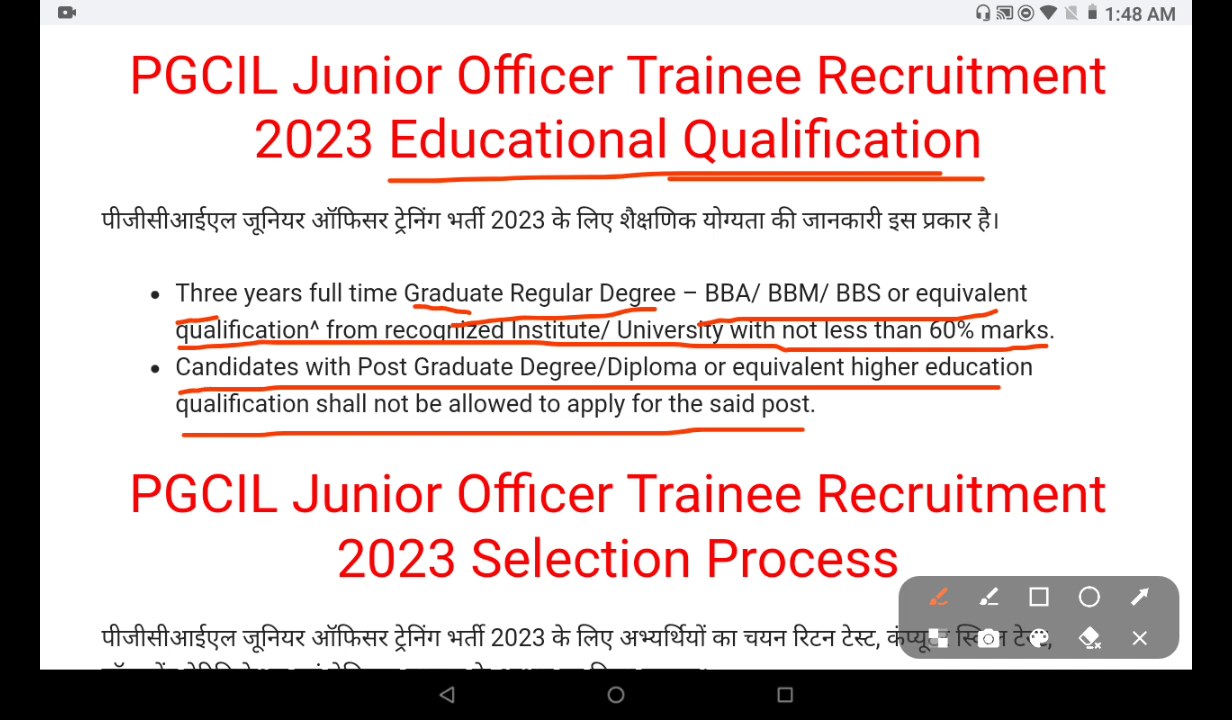 1:48 AM
PGCIL Junior Officer Trainee Recruitment
2023 Educational Qualification
पीजीसीआईएल जूनियर ऑफिसर ट्रेनिंग भर्ती 2023 के लिए शैक्षणिक योग्यता की जानकारी इस प्रकार है।
• Three years full time Graduate Regular Degree – BBA/ BBM/ BBS or equivalent
qualification^ from recognized Institute/ University with not less than 60% marks.
• Candidates with Post Graduate Degree/Diploma or equivalent higher education
qualification shall not be allowed to apply for the said post.
PGCIL Junior Officer Trainee Recruitment
2023 Selection Process
पीजीसीआईएल जूनियर ऑफिसर ट्रेनिंग भर्ती 2023 के लिए अभ्यर्थियों का चयन रिटन टेस्ट,